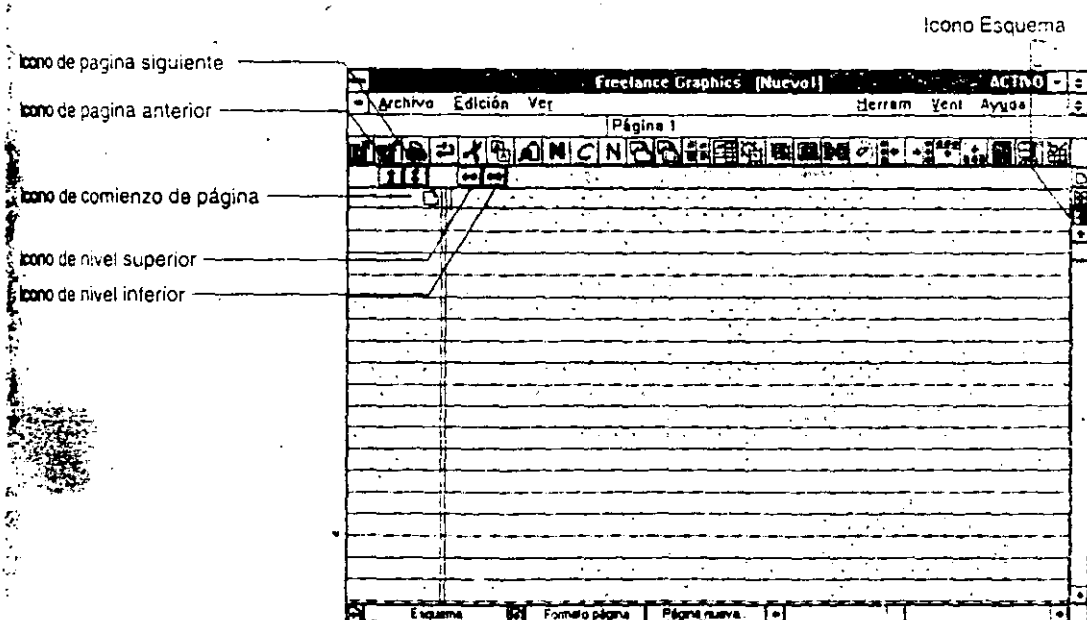 Icono Esquema
Icono de pagina siguiente
Icono de pagina anterior
Freelance Graphics [Nuevo1] ACTIVO
Archivo Edición Ver Herram Vent Ayuda
Página 1
N C N
Icono de comienzo de página
Icono de nivel superior
Icono de nivel inferior
Esquema Formato página Página nueva